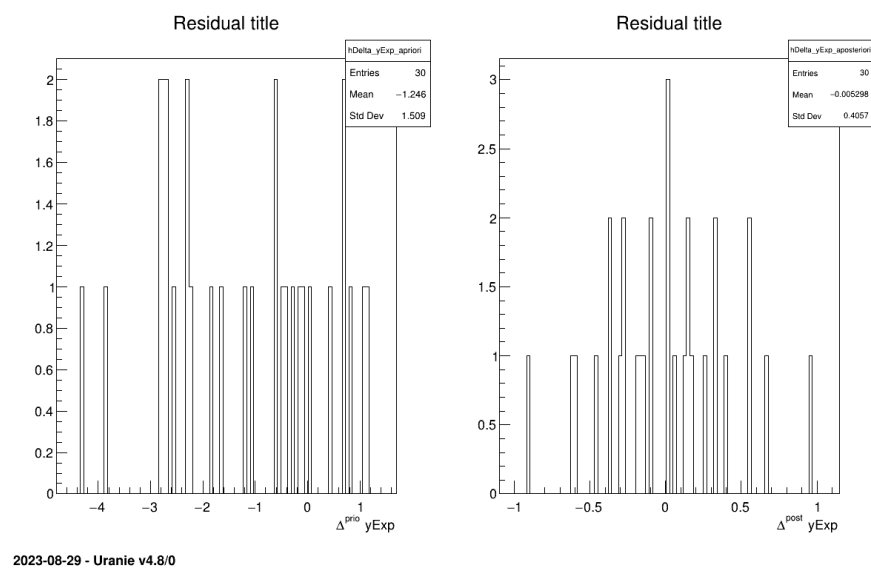 Residual title
hDelta_yExp_apriori
Entries 30
Mean −1.246
Std Dev 1.509
2
1.8
1.6
1.4
1.2
1
0.8
0.6
0.4
0.2
0
−4 −3 −2 −1 0 1
Δprio yExp
Residual title
hDelta_yExp_aposteriori
Entries 30
Mean −0.005298
Std Dev 0.4057
3
2.5
2
1.5
1
0.5
0
−1 −0.5 0 0.5 1
Δpost yExp
2023-08-29 - Uranie v4.8/0